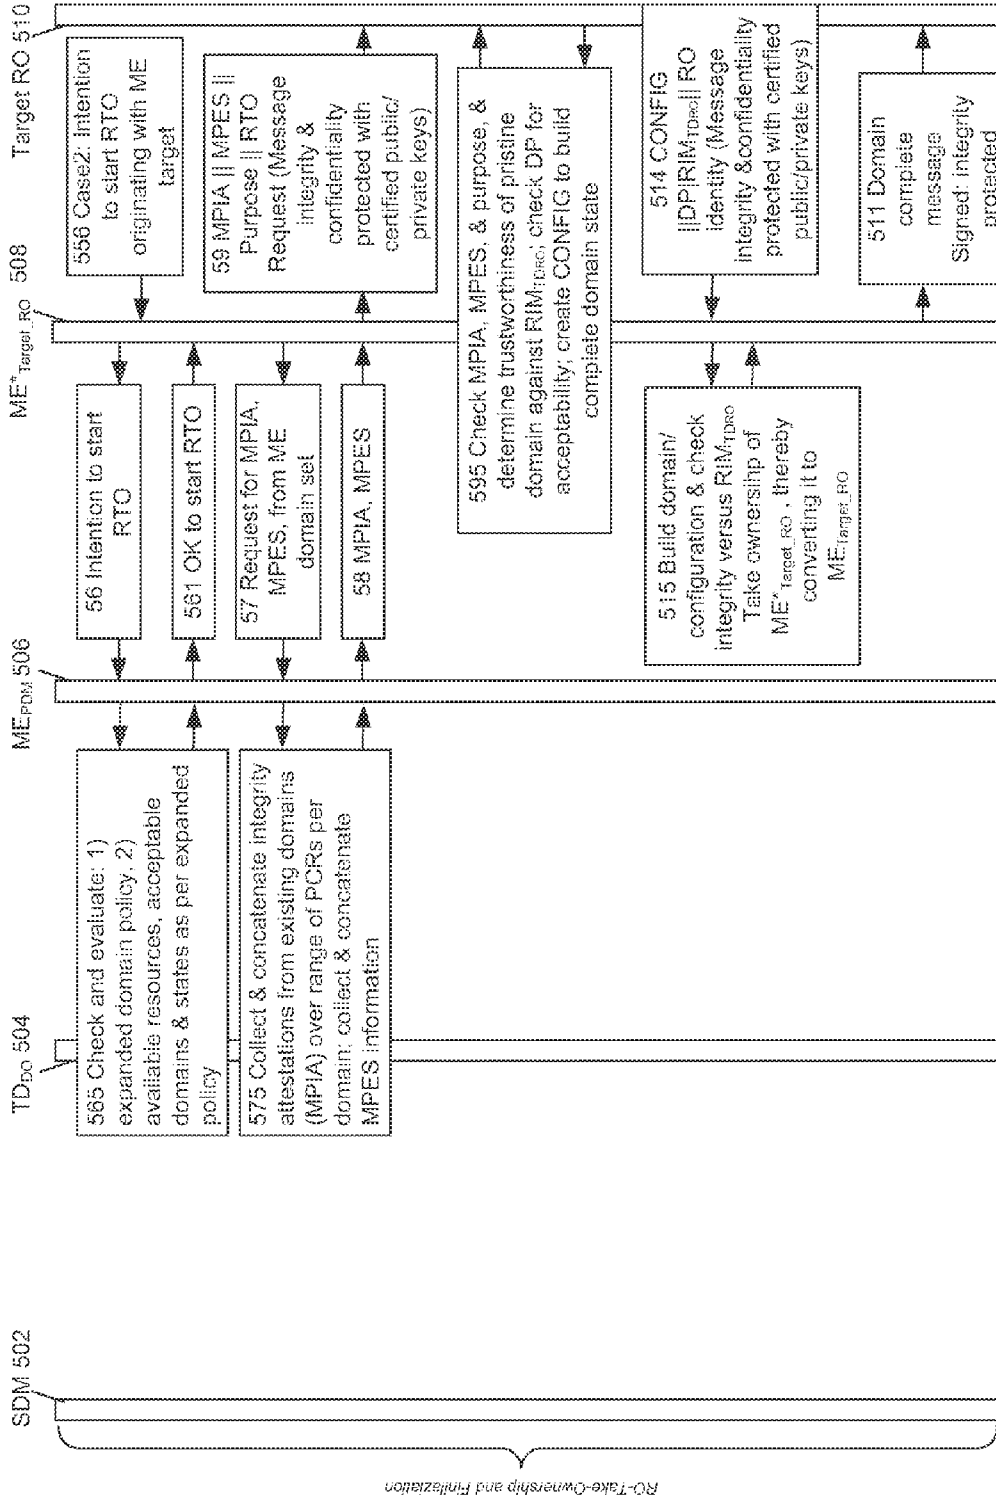 SDM 502
TDDO 504
MEPDM 506
ME*Target_RO 508
Target RO 510
556 Case2: Intention
to start RTO
originating with ME
target
56 Intention to start
RTO
565 Check and evaluate: 1)
expanded domain policy, 2)
available resources, acceptable
domains & states as per expanded
policy
561 OK to start RTO
57 Request for MPIA,
MPES, from ME
domain set
575 Collect & concatenate integrity
attestations from existing domains
(MPIA) over range of PCRs per
domain; collect & concatenate
MPES information
58 MPIA, MPES
59 MPIA || MPES ||
Purpose || RTO
Request (Message
integrity &
confidentiality
protected with
certified public/
private keys)
595 Check MPIA, MPES, & purpose, &
determine trustworthiness of pristine
domain against RIMTDRO; check DP for
acceptability; create CONFIG to build
complete domain state
514 CONFIG
||DP|RIMTDRO|| RO
identity (Message
integrity &confidentiality
protected with certified
public/private keys)
515 Build domain/
configuration & check
integrity versus RIMTDRO
Take ownersihp of
ME*Target_RO , thereby
converting it to
METarget_RO
511 Domain
complete
message
Signed: integrity
protected
RO-Take-Ownership and Finilaziation